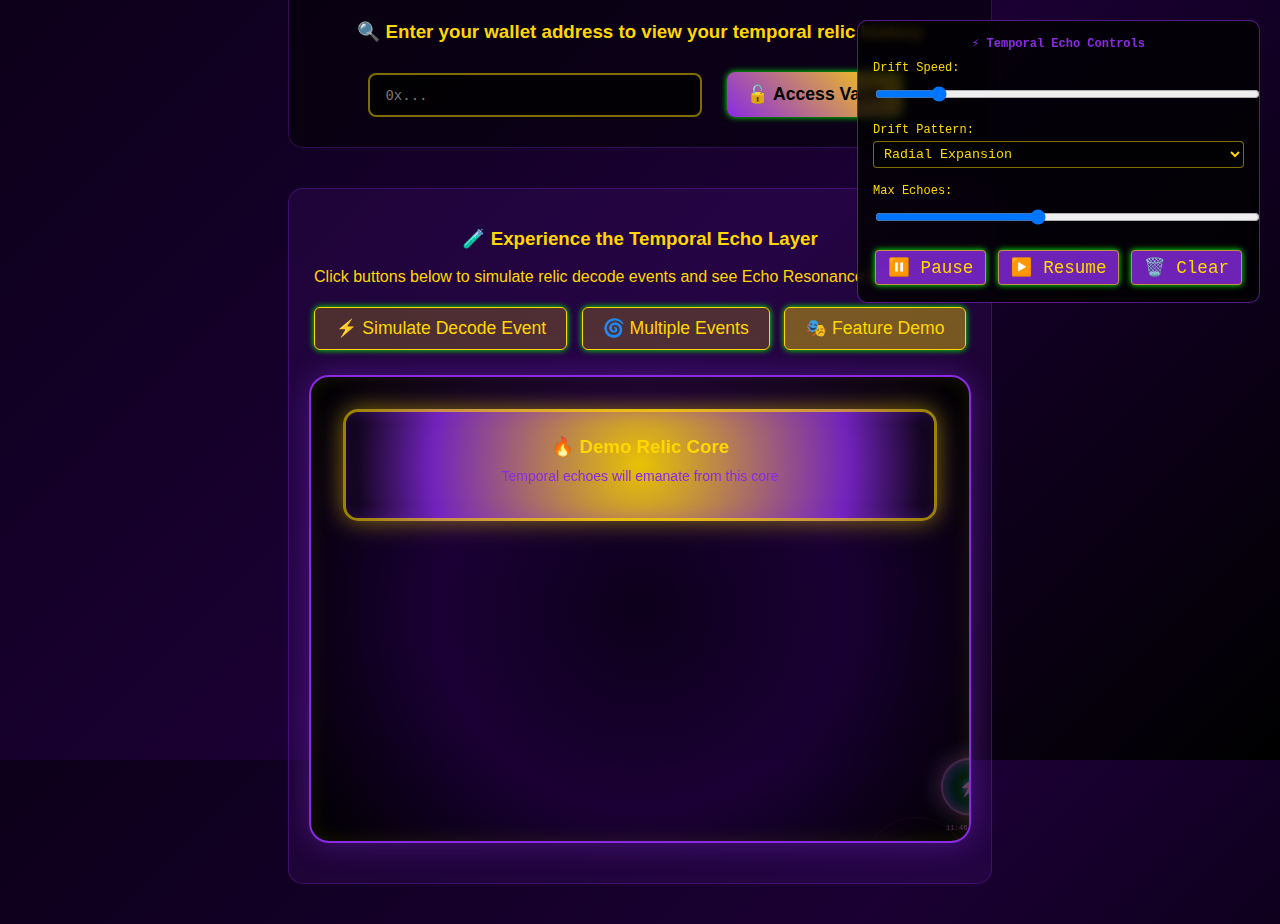 🔍 Enter your wallet address to view your temporal relic
0x...
🔓 Access Va
⚡ Temporal Echo Controls
Drift Speed:
Drift Pattern:
Radial Expansion
Max Echoes:
⏸️ Pause
▶️ Resume
🗑️ Clear
🧪 Experience the Temporal Echo Layer
Click buttons below to simulate relic decode events and see Echo Resonance
⚡ Simulate Decode Event
🌀 Multiple Events
🎭 Feature Demo
🔥 Demo Relic Core
Temporal echoes will emanate from this core